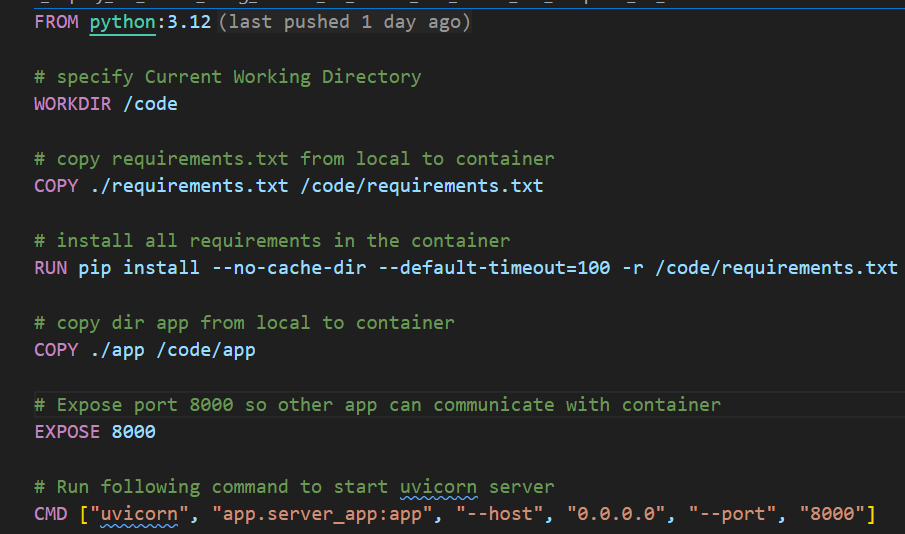 FROM python:3.12 (last pushed 1 day ago)
# specify Current Working Directory
WORKDIR /code
# copy requirements.txt from local to container
COPY ./requirements.txt /code/requirements.txt
# install all requirements in the container
RUN pip install --no-cache-dir --default-timeout=100 -r /code/requirements.txt
# copy dir app from local to container
COPY ./app /code/app
# Expose port 8000 so other app can communicate with container
EXPOSE 8000
# Run following command to start uvicorn server
CMD ["uvicorn", "app.server_app:app", "--host", "0.0.0.0", "--port", "8000"]